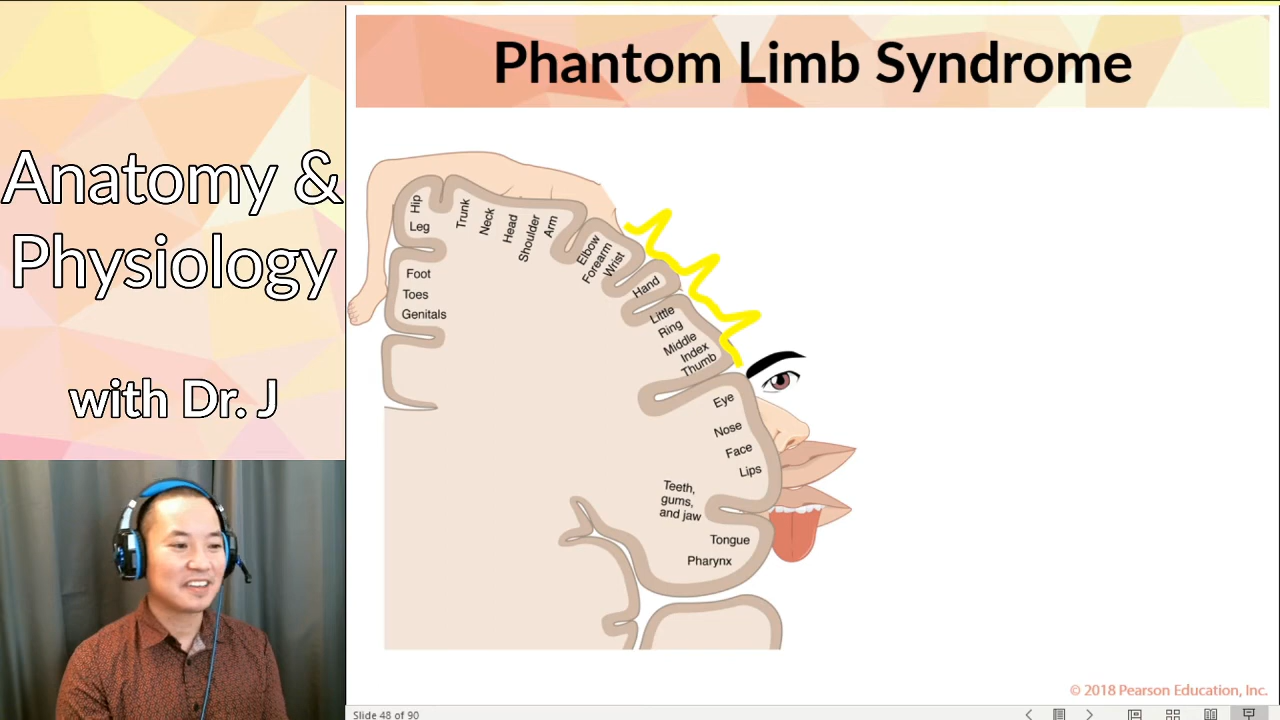 Phantom Limb Syndrome
Anatomy &
Physiology
with Dr. J
Hip
Leg
Foot
Toes
Genitals
Trunk
Neck
Head
Shoulder
Arm
Elbow
Forearm
Wrist
Hand
Little
Ring
Middle
Index
Thumb
Eye
Nose
Face
Lips
Teeth,
gums,
and jaw
Tongue
Pharynx
© 2018 Pearson Education, Inc.
Slide 48 of 90